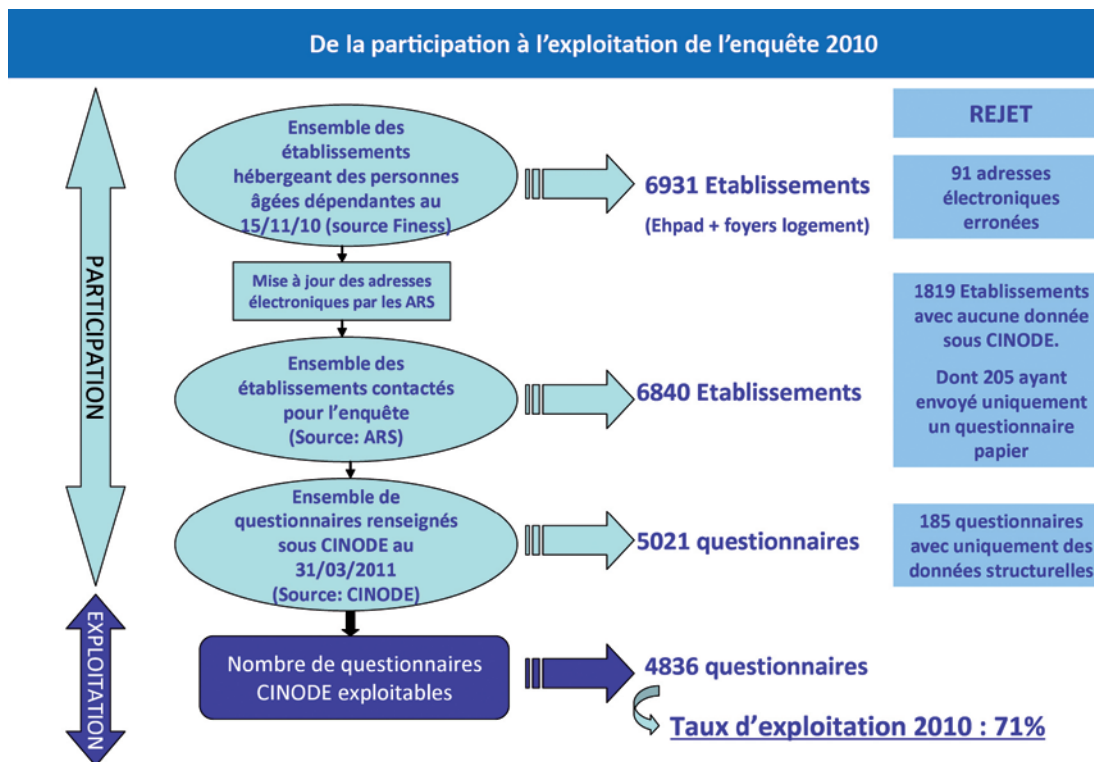 De la participation à l'exploitation de l'enquête 2010
PARTICIPATION
EXPLOITATION
Ensemble des
établissements
hébergeant des personnes
âgées dépendantes au
15/11/10 (source Finess)
6931 Etablissements
(Ehpad + foyers logement)
REJET
91 adresses
électroniques
erronées
Mise à jour des adresses
électroniques par les ARS
Ensemble des
établissements contactés
pour l'enquête
(Source: ARS)
6840 Etablissements
1819 Etablissements
avec aucune donnée
sous CINODE.
Dont 205 ayant
envoyé uniquement
un questionnaire
papier
Ensemble de
questionnaires renseignés
sous CINODE au
31/03/2011
(Source: CINODE)
5021 questionnaires
185 questionnaires
avec uniquement des
données structurelles
Nombre de questionnaires
CINODE exploitables
4836 questionnaires
Taux d'exploitation 2010 : 71%